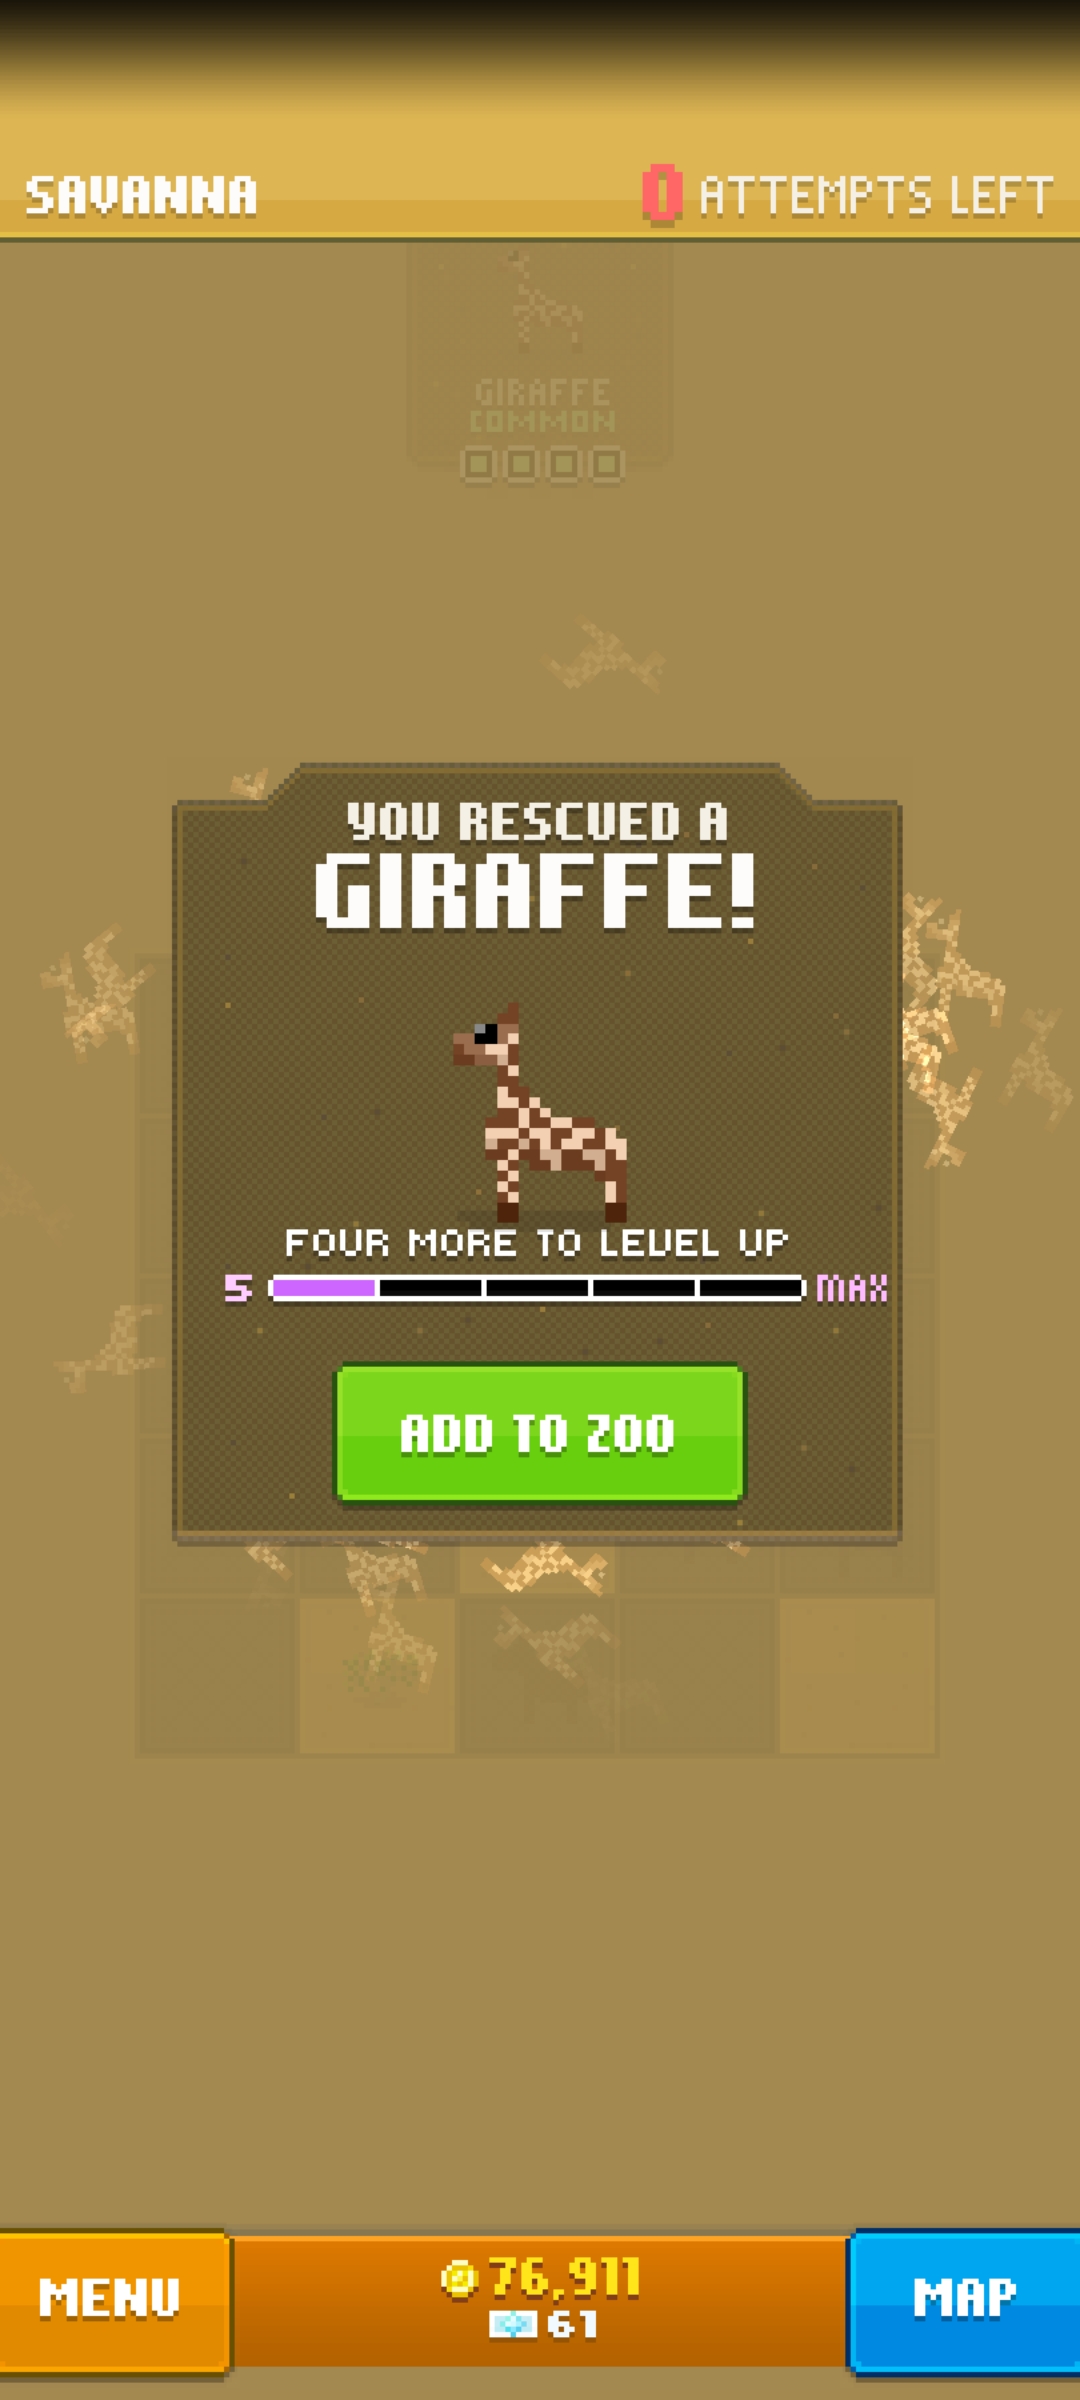 SAVANNA
0 ATTEMPTS LEFT
GIRAFFE
COMMON
YOU RESCUED A
GIRAFFE!
FOUR MORE TO LEVEL UP
5 MAX
ADD TO ZOO
MENU
76,911
61
MAP